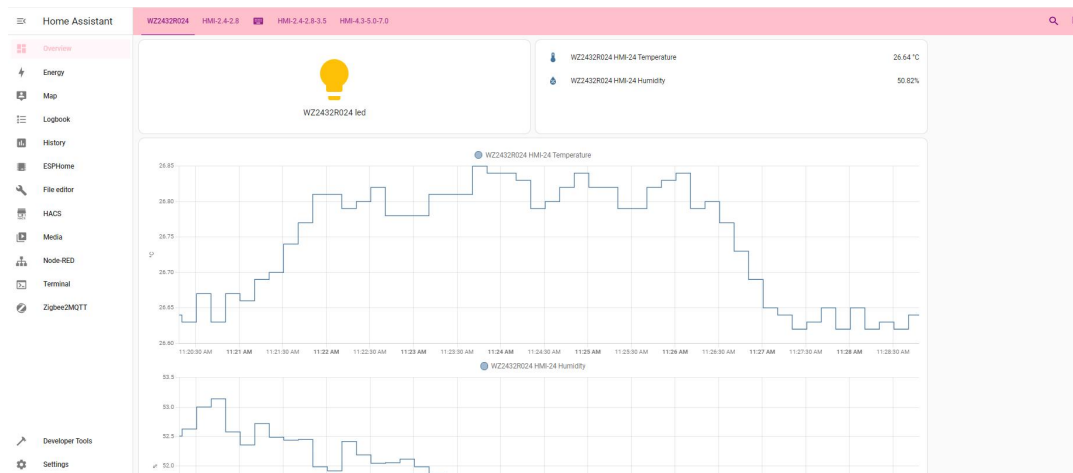 Home Assistant
WZ2432R024 HMI-2.4-2.8 HMI-2.4-2.8-3.5 HMI-4.3-5.0-7.0
Overview
Energy
Map
Logbook
History
ESPHome
File editor
HACS
Media
Node-RED
Terminal
Zigbee2MQTT
Developer Tools
Settings
WZ2432R024 led
WZ2432R024 HMI-24 Temperature 26.64 °C
WZ2432R024 HMI-24 Humidity 50.82%
WZ2432R024 HMI-24 Temperature
26.85
26.80
26.75
°C
26.70
26.65
26.60
11:20:30 AM 11:21 AM 11:21:30 AM 11:22 AM 11:22:30 AM 11:23 AM 11:23:30 AM 11:24 AM 11:24:30 AM 11:25 AM 11:25:30 AM 11:26 AM 11:26:30 AM 11:27 AM 11:27:30 AM 11:28 AM 11:28:30 AM
WZ2432R024 HMI-24 Humidity
53.5
53.0
52.5
52.0
%